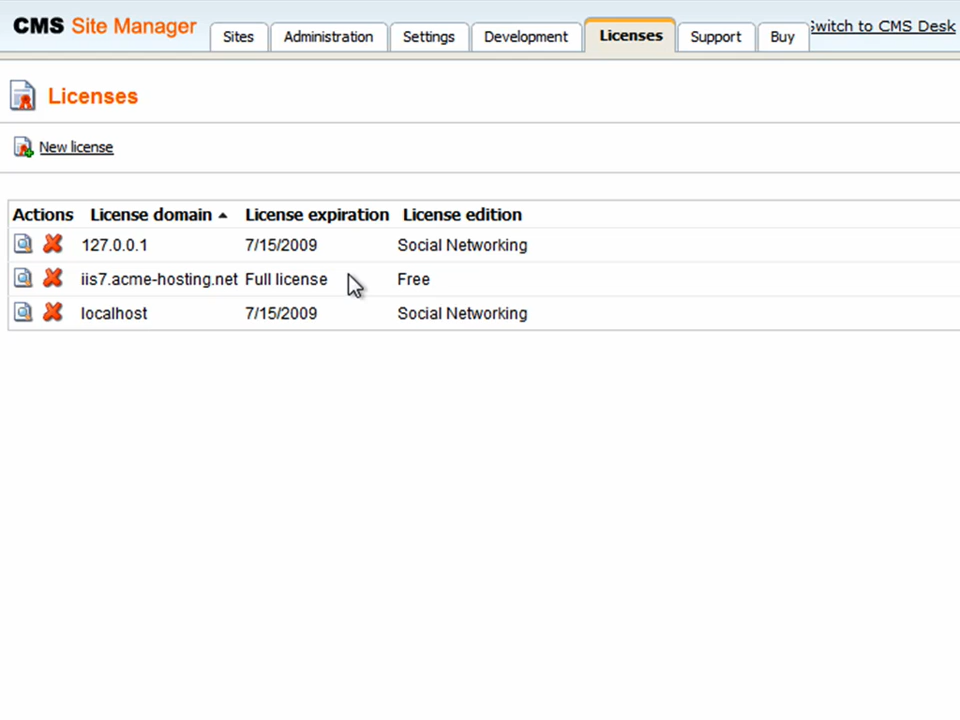 CMS Site Manager Sites Administration Settings Development Licenses Support Buy Switch to CMS Desk
Licenses
New license
Actions License domain License expiration License edition
127.0.0.1 7/15/2009 Social Networking
iis7.acme-hosting.net Full license Free
localhost 7/15/2009 Social Networking